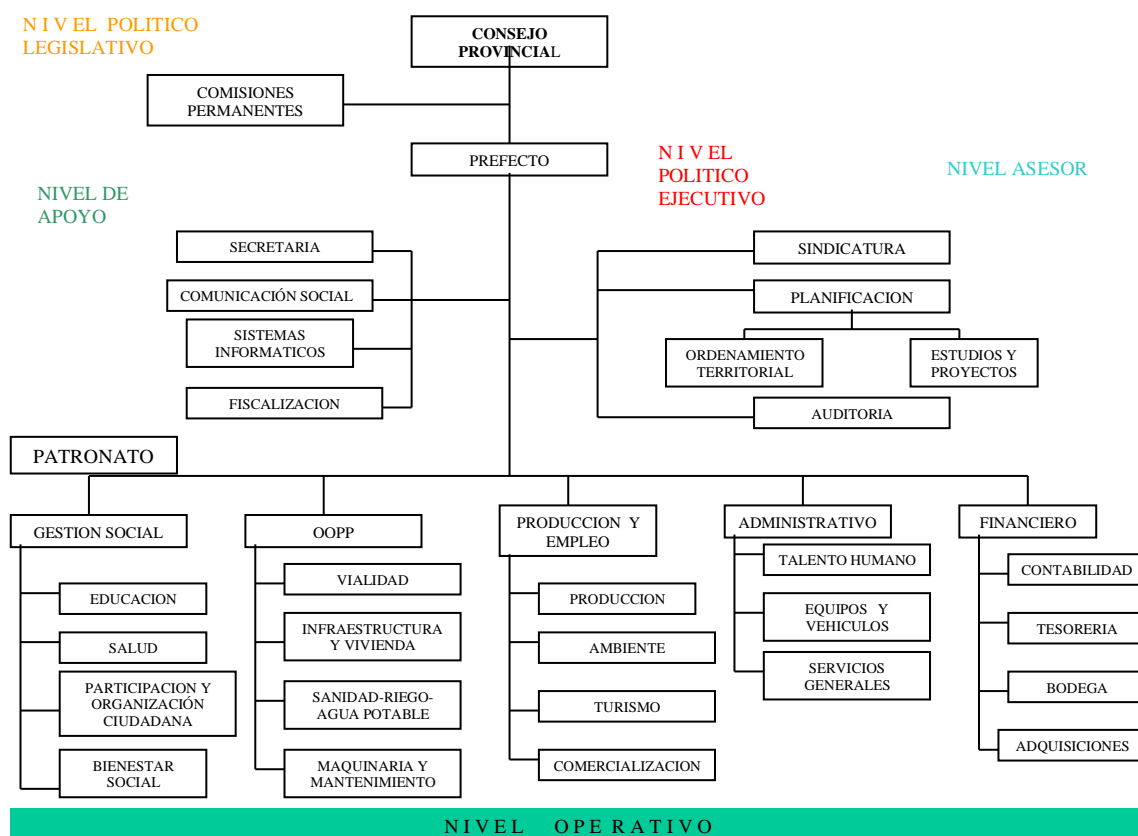 N I V EL POLITICO
LEGISLATIVO
CONSEJO
PROVINCIAL
COMISIONES
PERMANENTES
PREFECTO
N I V EL
POLITICO
EJECUTIVO
NIVEL ASESOR
NIVEL DE
APOYO
SECRETARIA
COMUNICACIÓN SOCIAL
SISTEMAS
INFORMATICOS
FISCALIZACION
SINDICATURA
PLANIFICACION
ORDENAMIENTO
TERRITORIAL
ESTUDIOS Y
PROYECTOS
AUDITORIA
PATRONATO
GESTION SOCIAL
EDUCACION
SALUD
PARTICIPACION Y
ORGANIZACIÓN
CIUDADANA
BIENESTAR
SOCIAL
OOPP
VIALIDAD
INFRAESTRUCTURA
Y VIVIENDA
SANIDAD-RIEGO-
AGUA POTABLE
MAQUINARIA Y
MANTENIMIENTO
PRODUCCION Y
EMPLEO
PRODUCCION
AMBIENTE
TURISMO
COMERCIALIZACION
ADMINISTRATIVO
TALENTO HUMANO
EQUIPOS Y
VEHICULOS
SERVICIOS
GENERALES
FINANCIERO
CONTABILIDAD
TESORERIA
BODEGA
ADQUISICIONES
N I V E L O P E R A T I V O